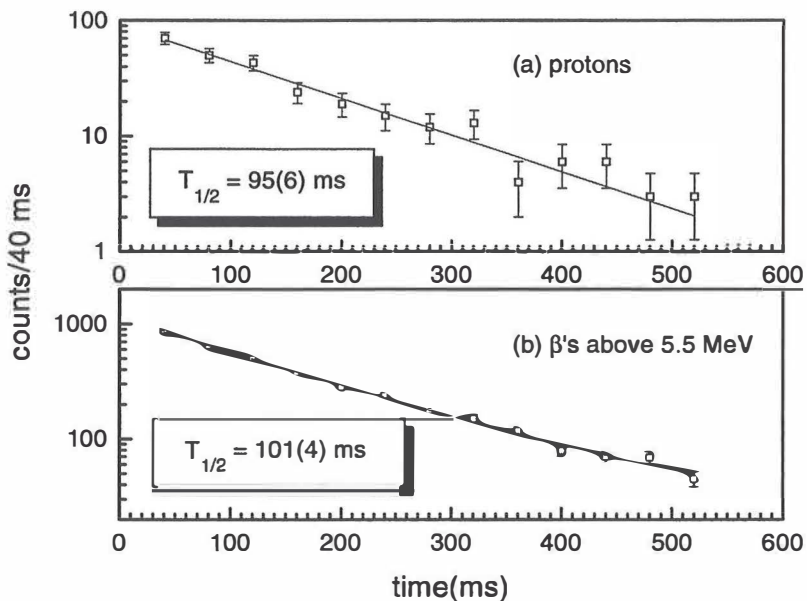 100
(a) protons
10
T1/2 = 95(6) ms
1
0 100 200 300 400 500 600
counts/40 ms
1000
(b) β's above 5.5 MeV
100
T1/2 = 101(4) ms
0 100 200 300 400 500 600
time(ms)